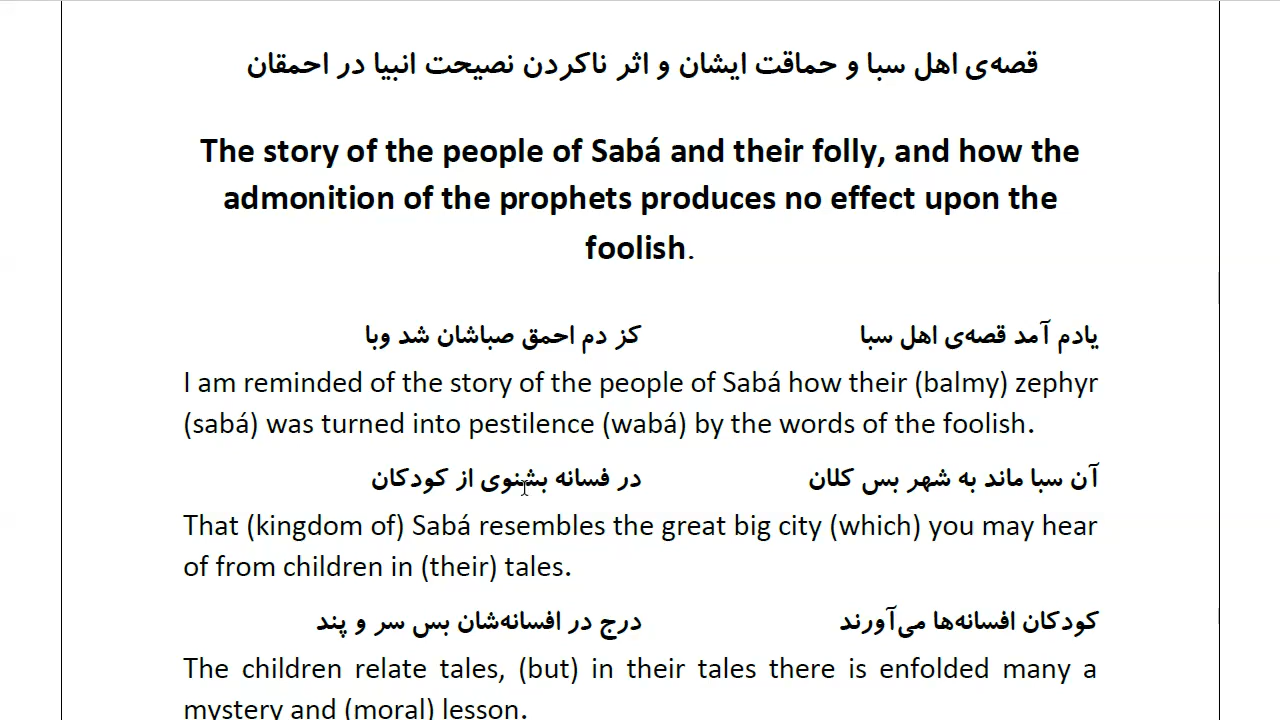 قصه‌ی اهل سبا و حماقت ایشان و اثر ناکردن نصیحت انبیا در احمقان
The story of the people of Sabá and their folly, and how the
admonition of the prophets produces no effect upon the
foolish.
یادم آمد قصه‌ی اهل سبا کز دم احمق صباشان شد وبا
I am reminded of the story of the people of Sabá how their (balmy) zephyr
(sabá) was turned into pestilence (wabá) by the words of the foolish.
آن سبا ماند به شهر بس کلان در فسانه بشنوی از کودکان
That (kingdom of) Sabá resembles the great big city (which) you may hear
of from children in (their) tales.
کودکان افسانه‌ها می‌آورند درج در افسانه‌شان بس سر و پند
The children relate tales, (but) in their tales there is enfolded many a
mystery and (moral) lesson.